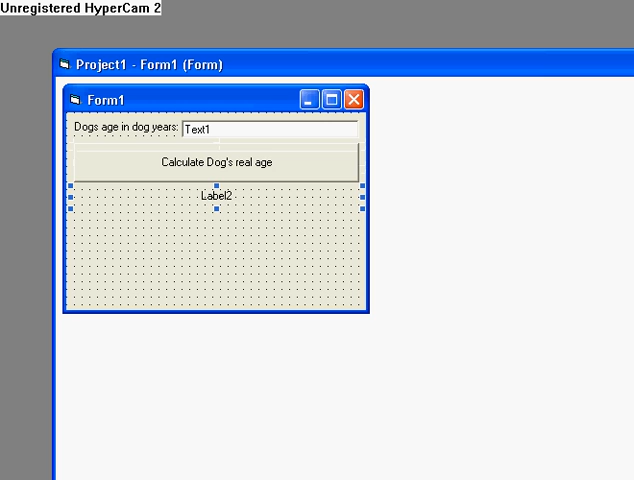 Unregistered HyperCam 2
Project1 - Form1 (Form)
Form1
Dogs age in dog years: Text1
Calculate Dog's real age
Label2